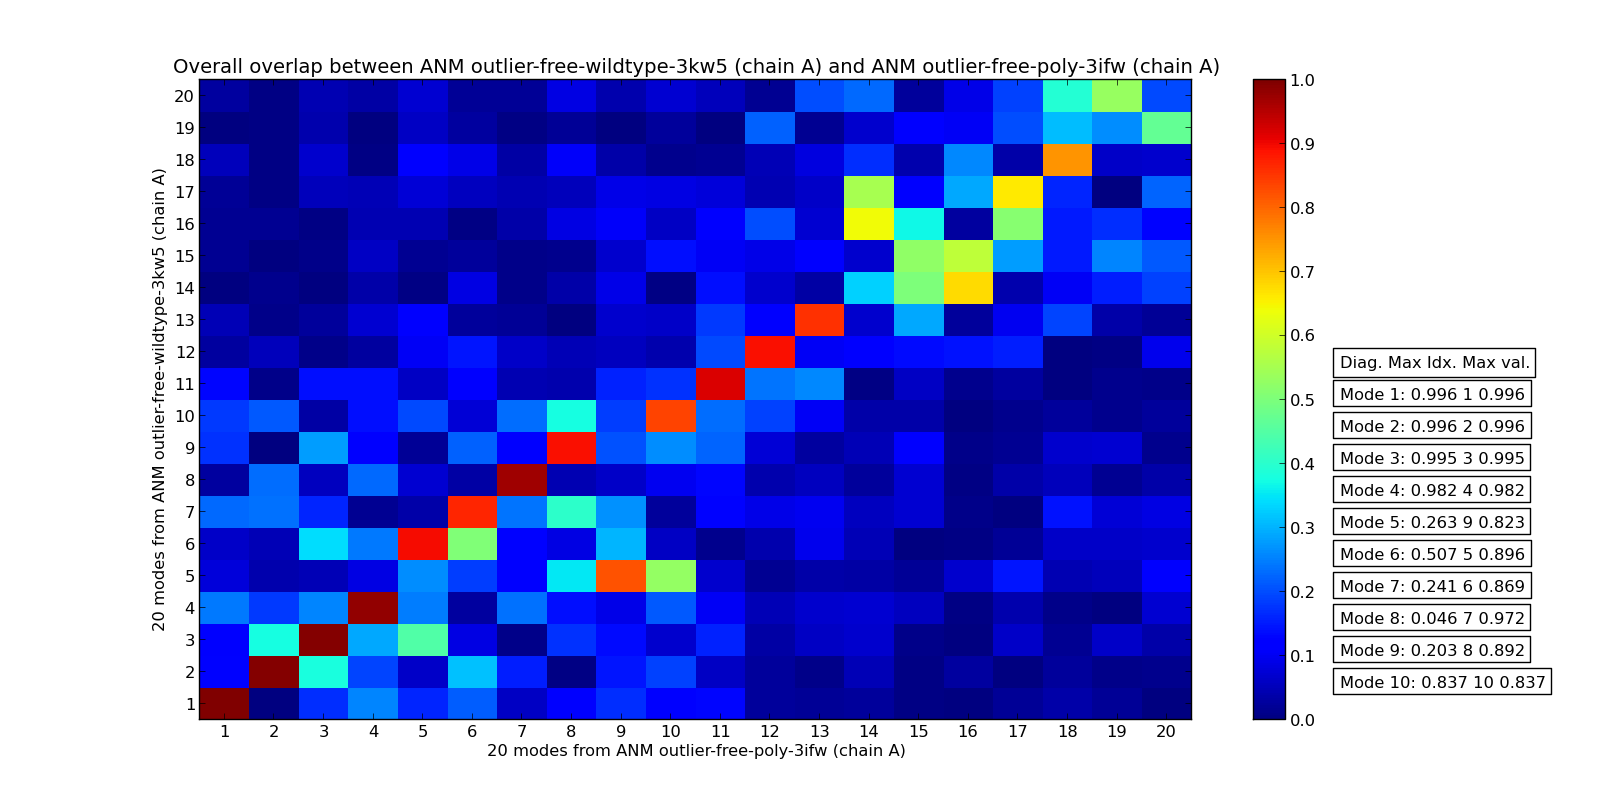 Overall overlap between ANM outlier-free-wildtype-3kw5 (chain A) and ANM outlier-free-poly-3ifw (chain A)
20 modes from ANM outlier-free-wildtype-3kw5 (chain A)
20
19
18
17
16
15
14
13
12
11
10
9
8
7
6
5
4
3
2
1
1 2 3 4 5 6 7 8 9 10 11 12 13 14 15 16 17 18 19 20
20 modes from ANM outlier-free-poly-3ifw (chain A)
1.0
0.9
0.8
0.7
0.6
0.5
0.4
0.3
0.2
0.1
0.0
Diag. Max Idx. Max val.
Mode 1: 0.996 1 0.996
Mode 2: 0.996 2 0.996
Mode 3: 0.995 3 0.995
Mode 4: 0.982 4 0.982
Mode 5: 0.263 9 0.823
Mode 6: 0.507 5 0.896
Mode 7: 0.241 6 0.869
Mode 8: 0.046 7 0.972
Mode 9: 0.203 8 0.892
Mode 10: 0.837 10 0.837